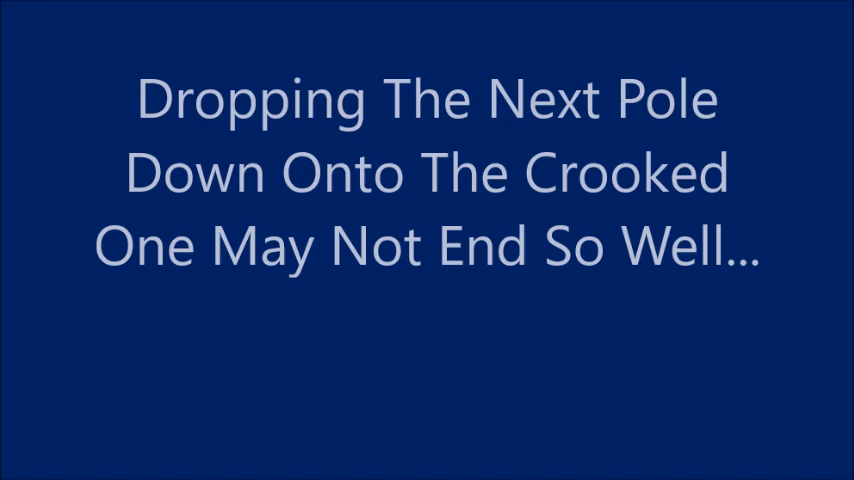 Dropping The Next Pole
Down Onto The Crooked
One May Not End So Well...